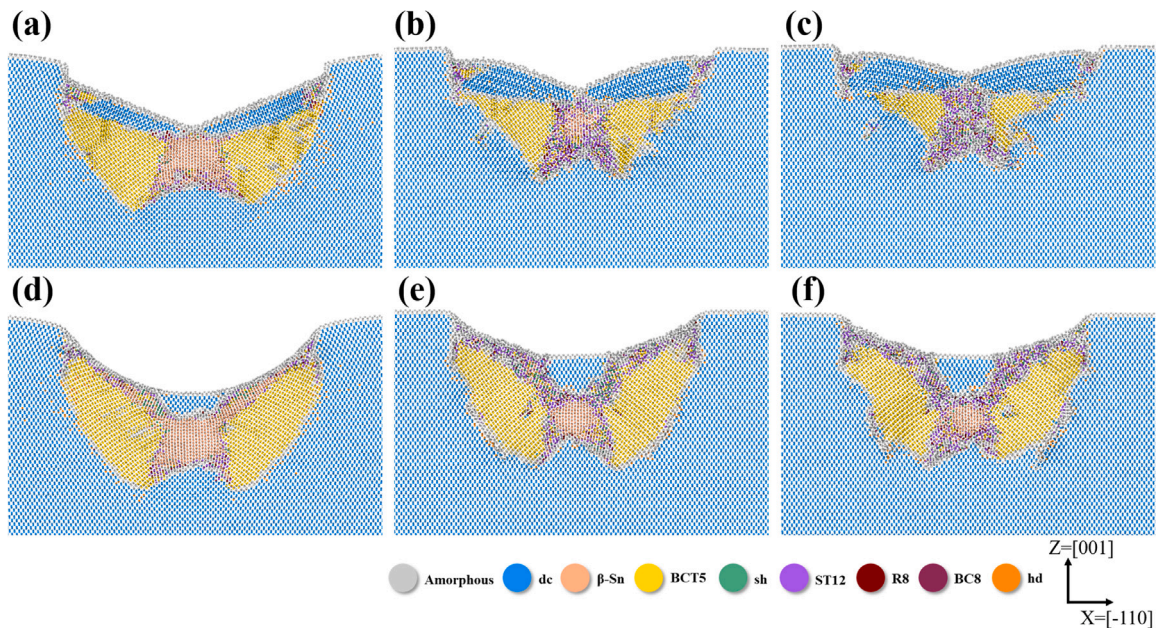 (a) (b) (c)
(d) (e) (f)
Z=[001]
Amorphous dc β-Sn BCT5 sh ST12 R8 BC8 hd
X=[-110]